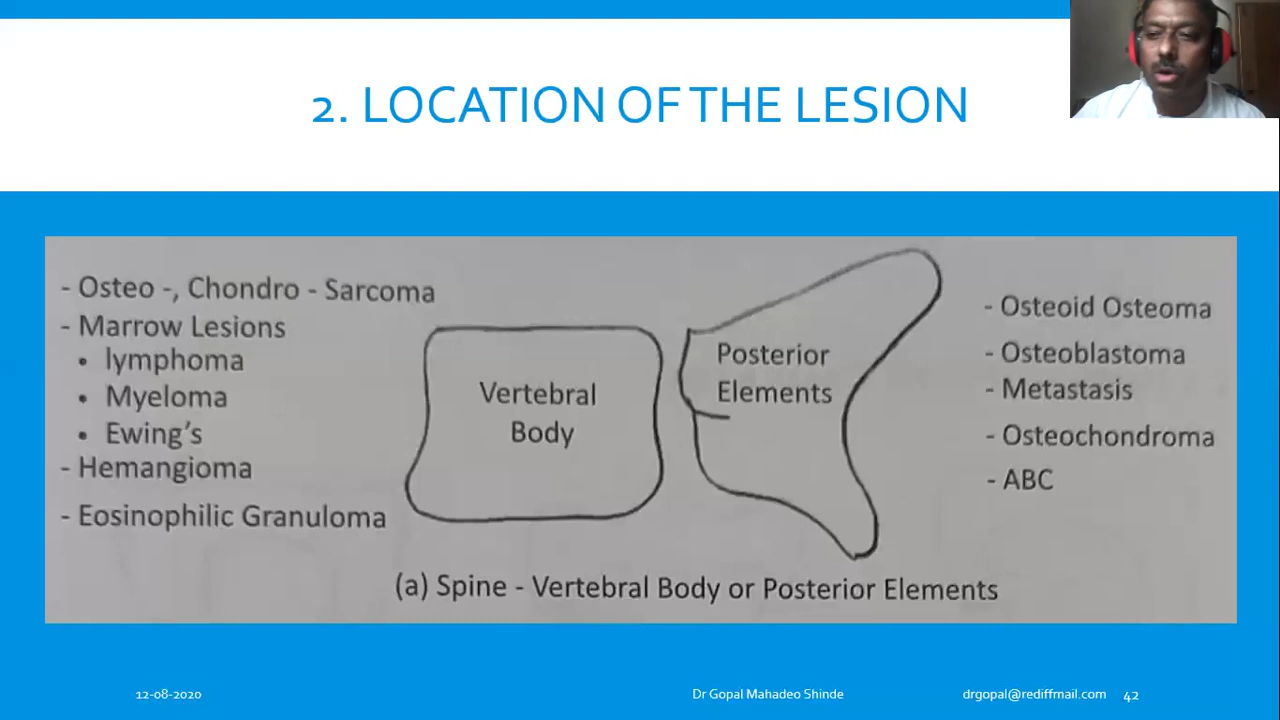 2. LOCATION OF THE LESION
- Osteo -, Chondro - Sarcoma
- Marrow Lesions
• lymphoma
• Myeloma
• Ewing's
- Hemangioma
- Eosinophilic Granuloma
Vertebral
Body
Posterior
Elements
- Osteoid Osteoma
- Osteoblastoma
- Metastasis
- Osteochondroma
- ABC
(a) Spine - Vertebral Body or Posterior Elements
12-08-2020
Dr Gopal Mahadeo Shinde
drgopal@rediffmail.com
42